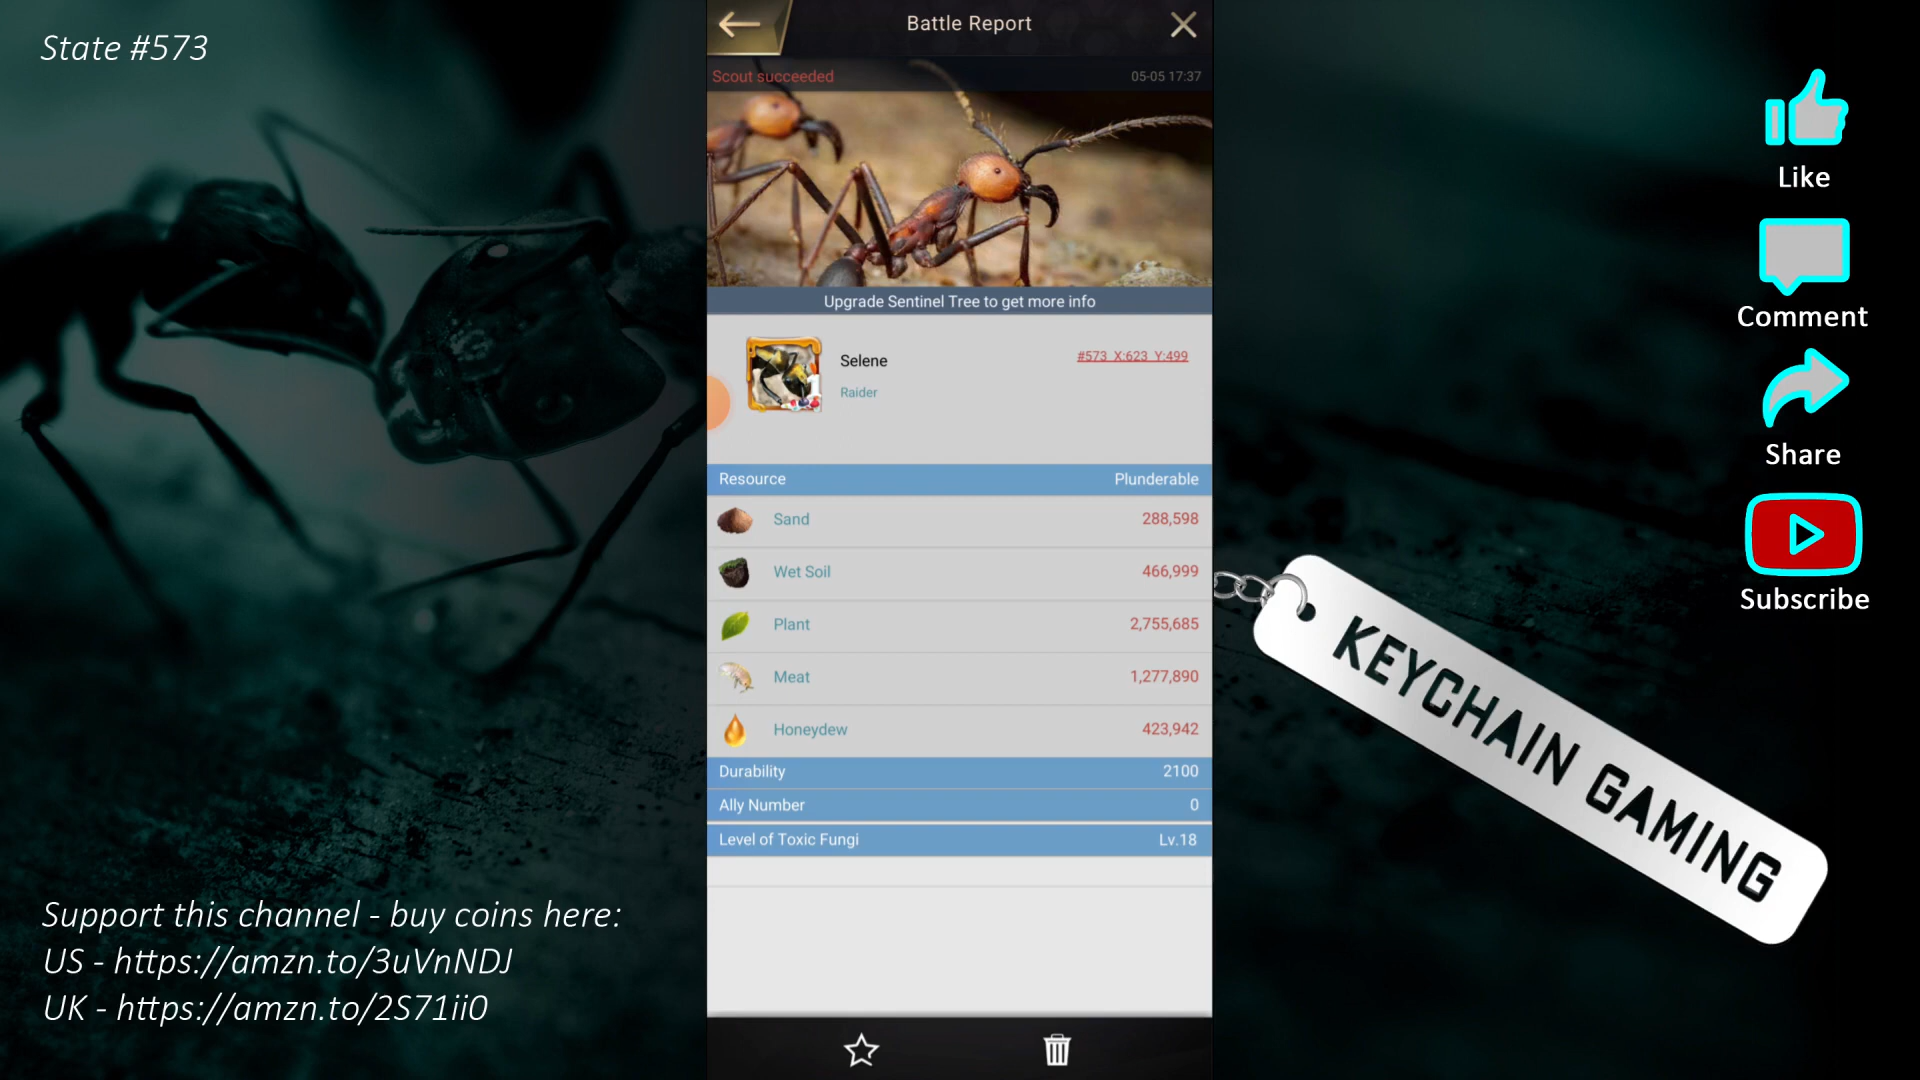 State #573
Battle Report
Scout succeeded
05-05 17:37
Upgrade Sentinel Tree to get more info
Selene
#573 X:623 Y:499
Raider
Resource Plunderable
Sand 288,598
Wet Soil 466,999
Plant 2,755,685
Meat 1,277,890
Honeydew 423,942
Durability 2100
Ally Number 0
Level of Toxic Fungi Lv.18
Support this channel - buy coins here:
US - https://amzn.to/3uVnNDJ
UK - https://amzn.to/2S71ii0
Like
Comment
Share
Subscribe
KEYCHAIN GAMING